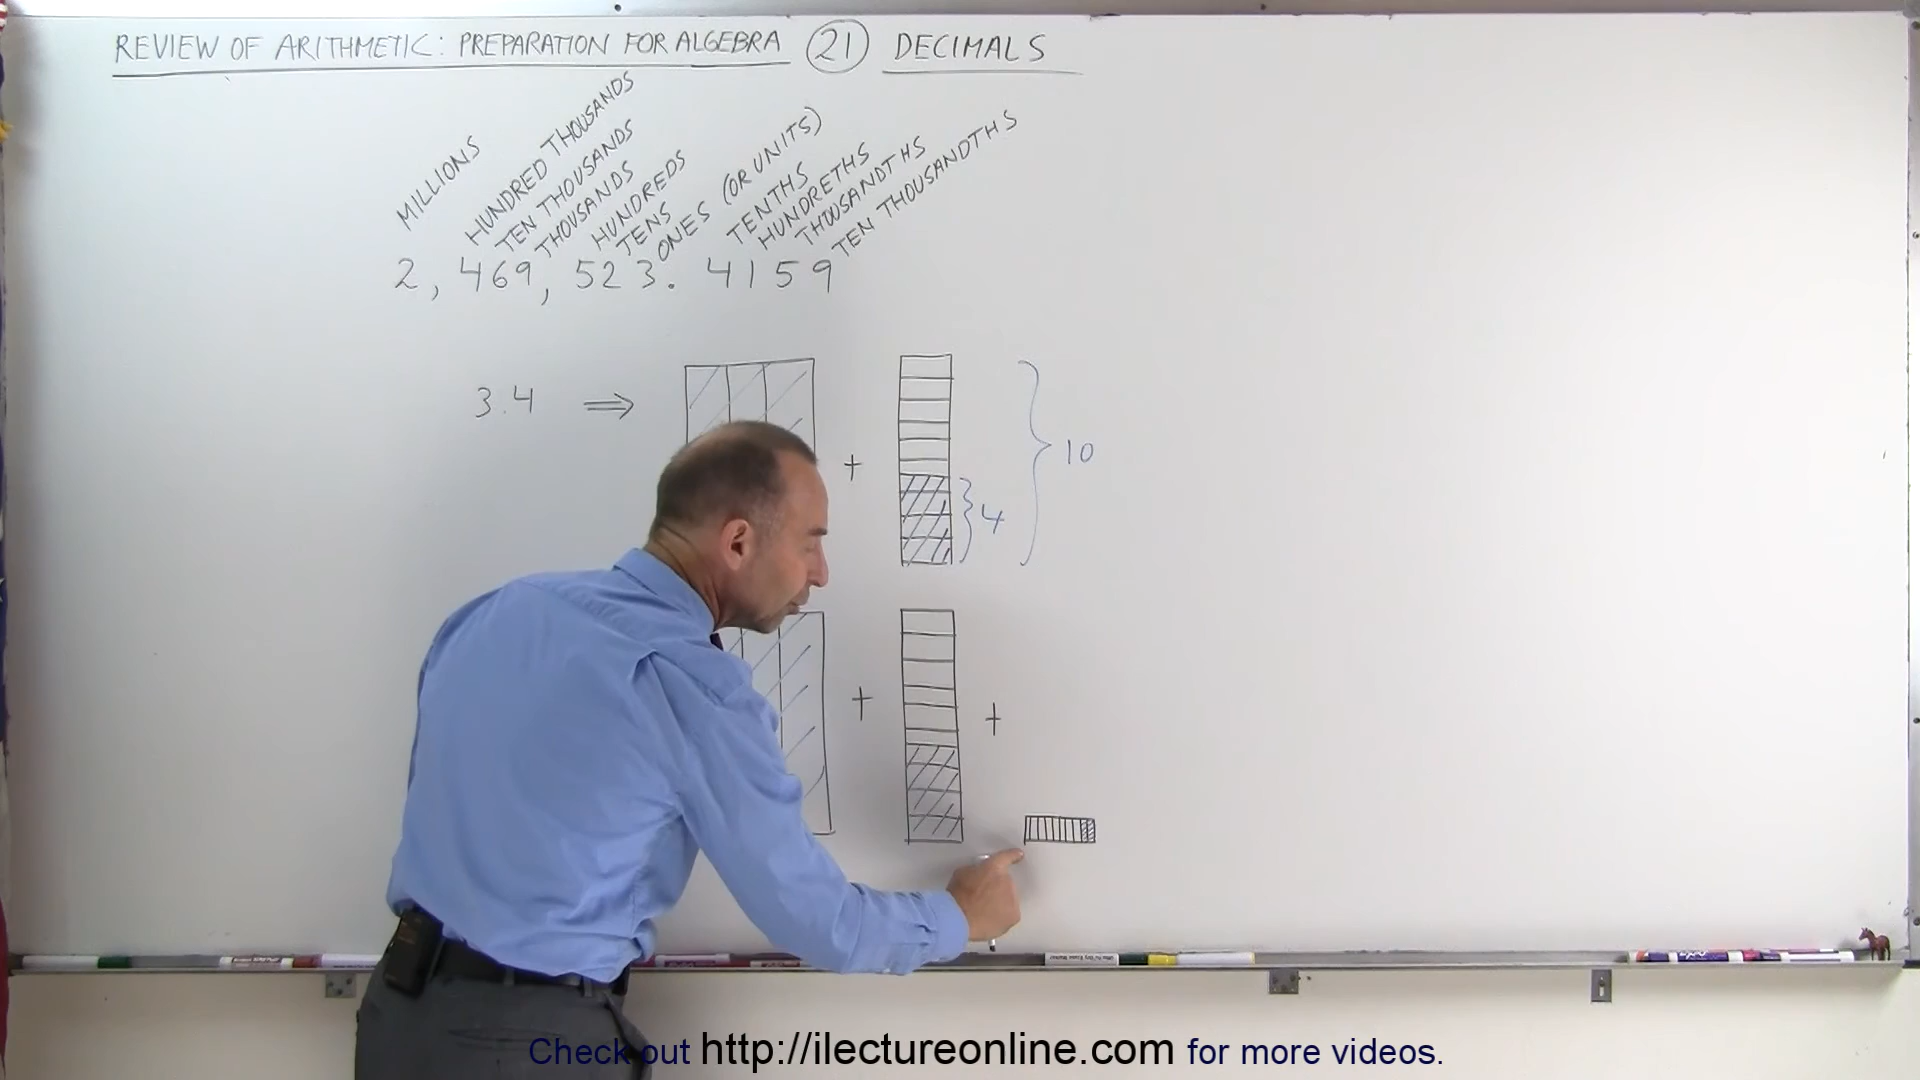 REVIEW OF ARITHMETIC: PREPARATION FOR ALGEBRA 21 DECIMALS
MILLIONS
HUNDRED THOUSANDS
TEN THOUSANDS
THOUSANDS
HUNDREDS
TENS
ONES (OR UNITS)
TENTHS
HUNDRETHS
THOUSANDTHS
TEN THOUSANDTHS
2, 469, 523. 4159
3.4 ⇒ + 4 10
+ +
Check out http://ilectureonline.com for more videos.